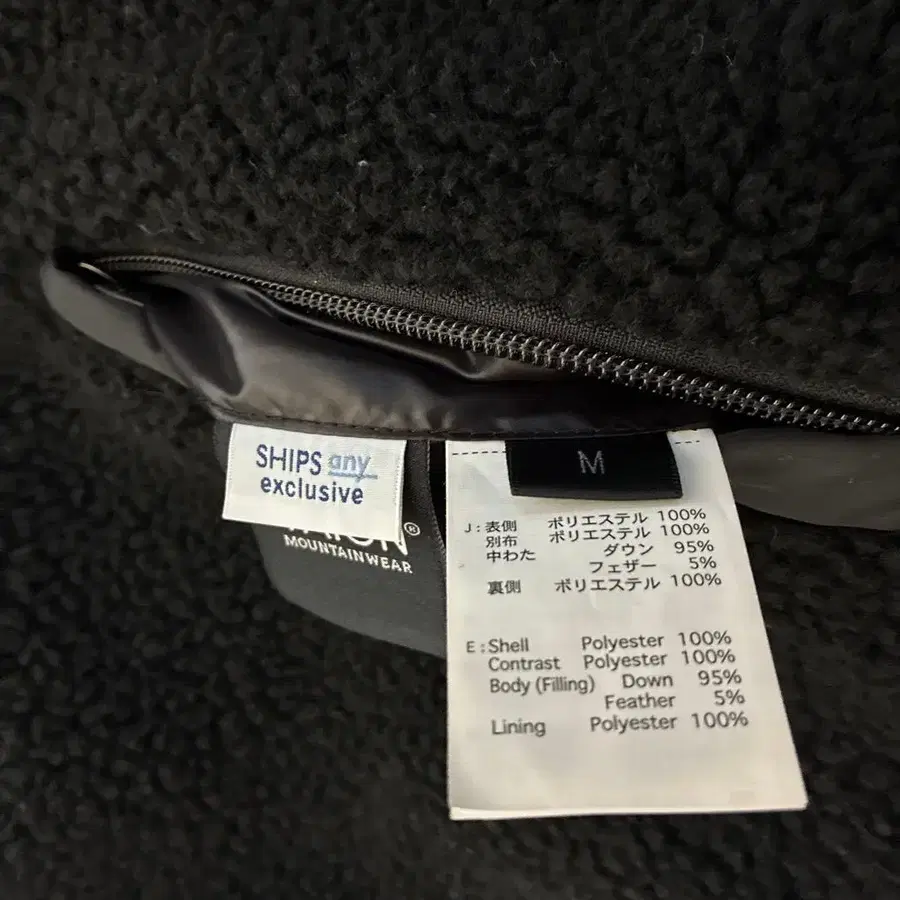 SHIPS any
exclusive
MOUNTAINWEAR
®
M
J:表側 ポリエステル 100%
別布 ポリエステル 100%
中わた ダウン 95%
フェザー 5%
裏側 ポリエステル 100%
E:Shell Polyester 100%
Contrast Polyester 100%
Body (Filling) Down 95%
Feather 5%
Lining Polyester 100%